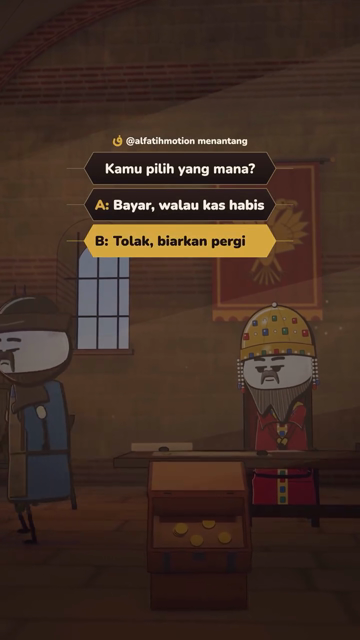 @alfatihmotion menantang
Kamu pilih yang mana?
A: Bayar, walau kas habis
B: Tolak, biarkan pergi